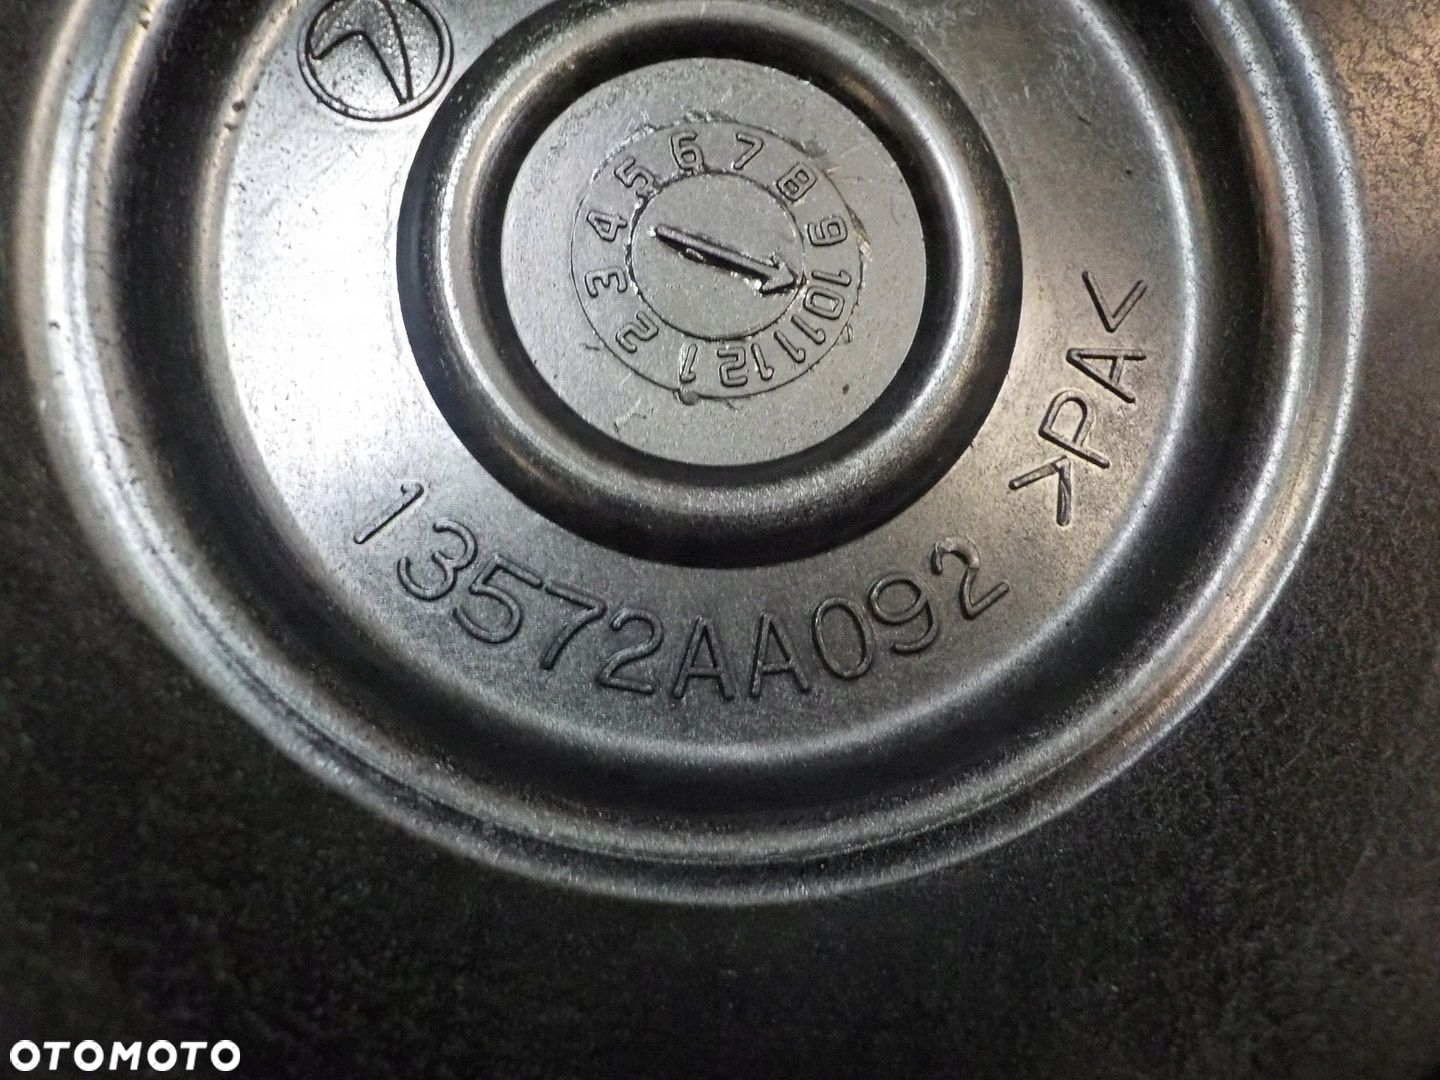 1 2 3 4 5 6 7 8 9 10 11 12
>PA<
13572AA092
OTOMOTO